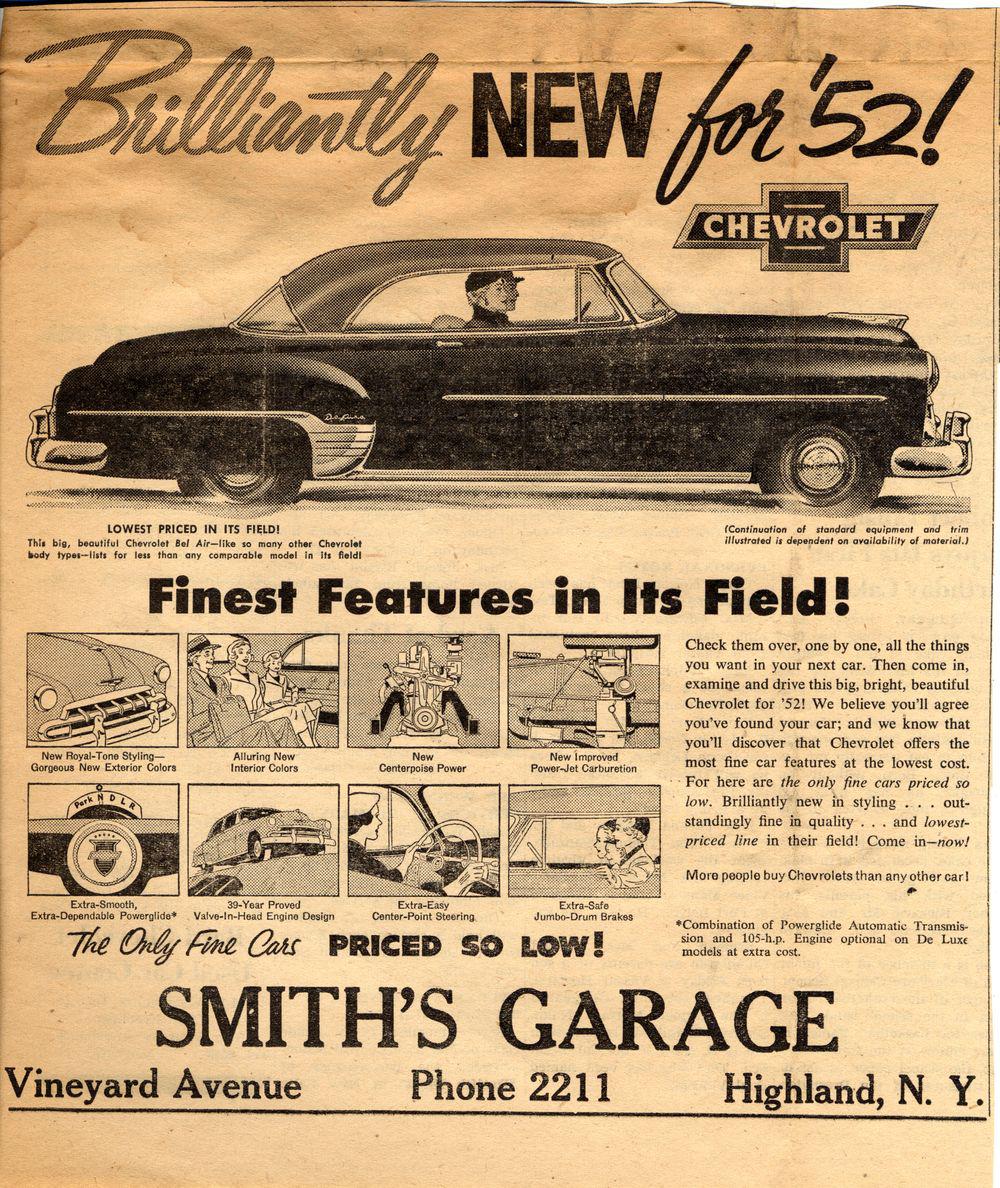 Brilliantly NEW for '52!
CHEVROLET
De Luxe
LOWEST PRICED IN ITS FIELD!
This big, beautiful Chevrolet Bel Air—like so many other Chevrolet
body types—lists for less than any comparable model in its field!
(Continuation of standard equipment and trim
illustrated is dependent on availability of material.)
Finest Features in Its Field!
New Royal-Tone Styling—
Gorgeous New Exterior Colors
Alluring New
Interior Colors
New
Centerpoise Power
New Improved
Power-Jet Carburetion
Park N D L R
Extra-Smooth,
Extra-Dependable Powerglide*
39-Year Proved
Valve-In-Head Engine Design
Extra-Easy
Center-Point Steering
Extra-Safe
Jumbo-Drum Brakes
Check them over, one by one, all the things
you want in your next car. Then come in,
examine and drive this big, bright, beautiful
Chevrolet for '52! We believe you'll agree
you've found your car; and we know that
you'll discover that Chevrolet offers the
most fine car features at the lowest cost.
For here are the only fine cars priced so
low. Brilliantly new in styling . . . out-
standingly fine in quality . . . and lowest-
priced line in their field! Come in—now!
More people buy Chevrolets than any other car!
*Combination of Powerglide Automatic Transmis-
sion and 105-h.p. Engine optional on De Luxe
models at extra cost.
The Only Fine Cars PRICED SO LOW!
SMITH'S GARAGE
Vineyard Avenue Phone 2211 Highland, N. Y.